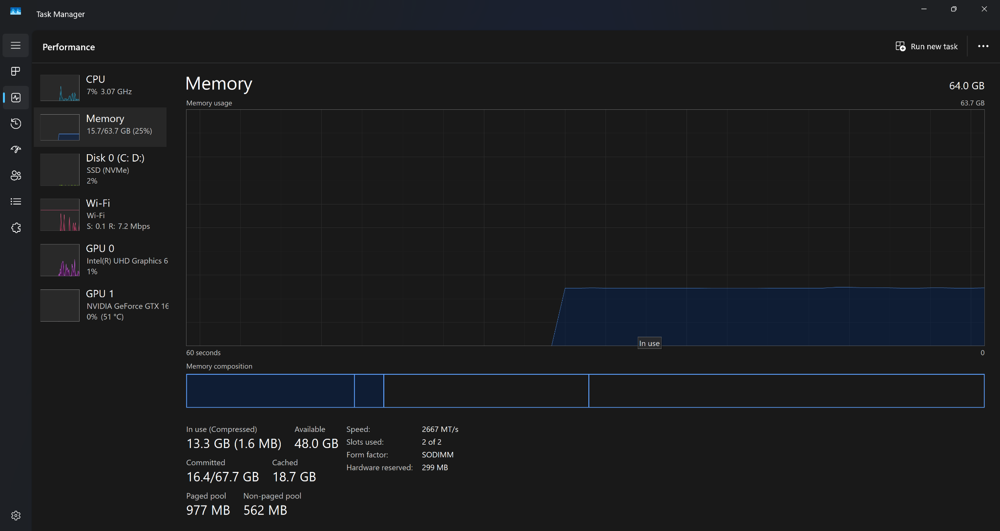 Task Manager
Performance
Run new task
CPU
7% 3.07 GHz
Memory
15.7/63.7 GB (25%)
Disk 0 (C: D:)
SSD (NVMe)
2%
Wi-Fi
Wi-Fi
S: 0.1 R: 7.2 Mbps
GPU 0
Intel(R) UHD Graphics 6
1%
GPU 1
NVIDIA GeForce GTX 16
0% (51 °C)
Memory
64.0 GB
Memory usage
63.7 GB
In use
60 seconds
0
Memory composition
In use (Compressed)
13.3 GB (1.6 MB)
Available
48.0 GB
Committed
16.4/67.7 GB
Cached
18.7 GB
Paged pool
977 MB
Non-paged pool
562 MB
Speed: 2667 MT/s
Slots used: 2 of 2
Form factor: SODIMM
Hardware reserved: 299 MB